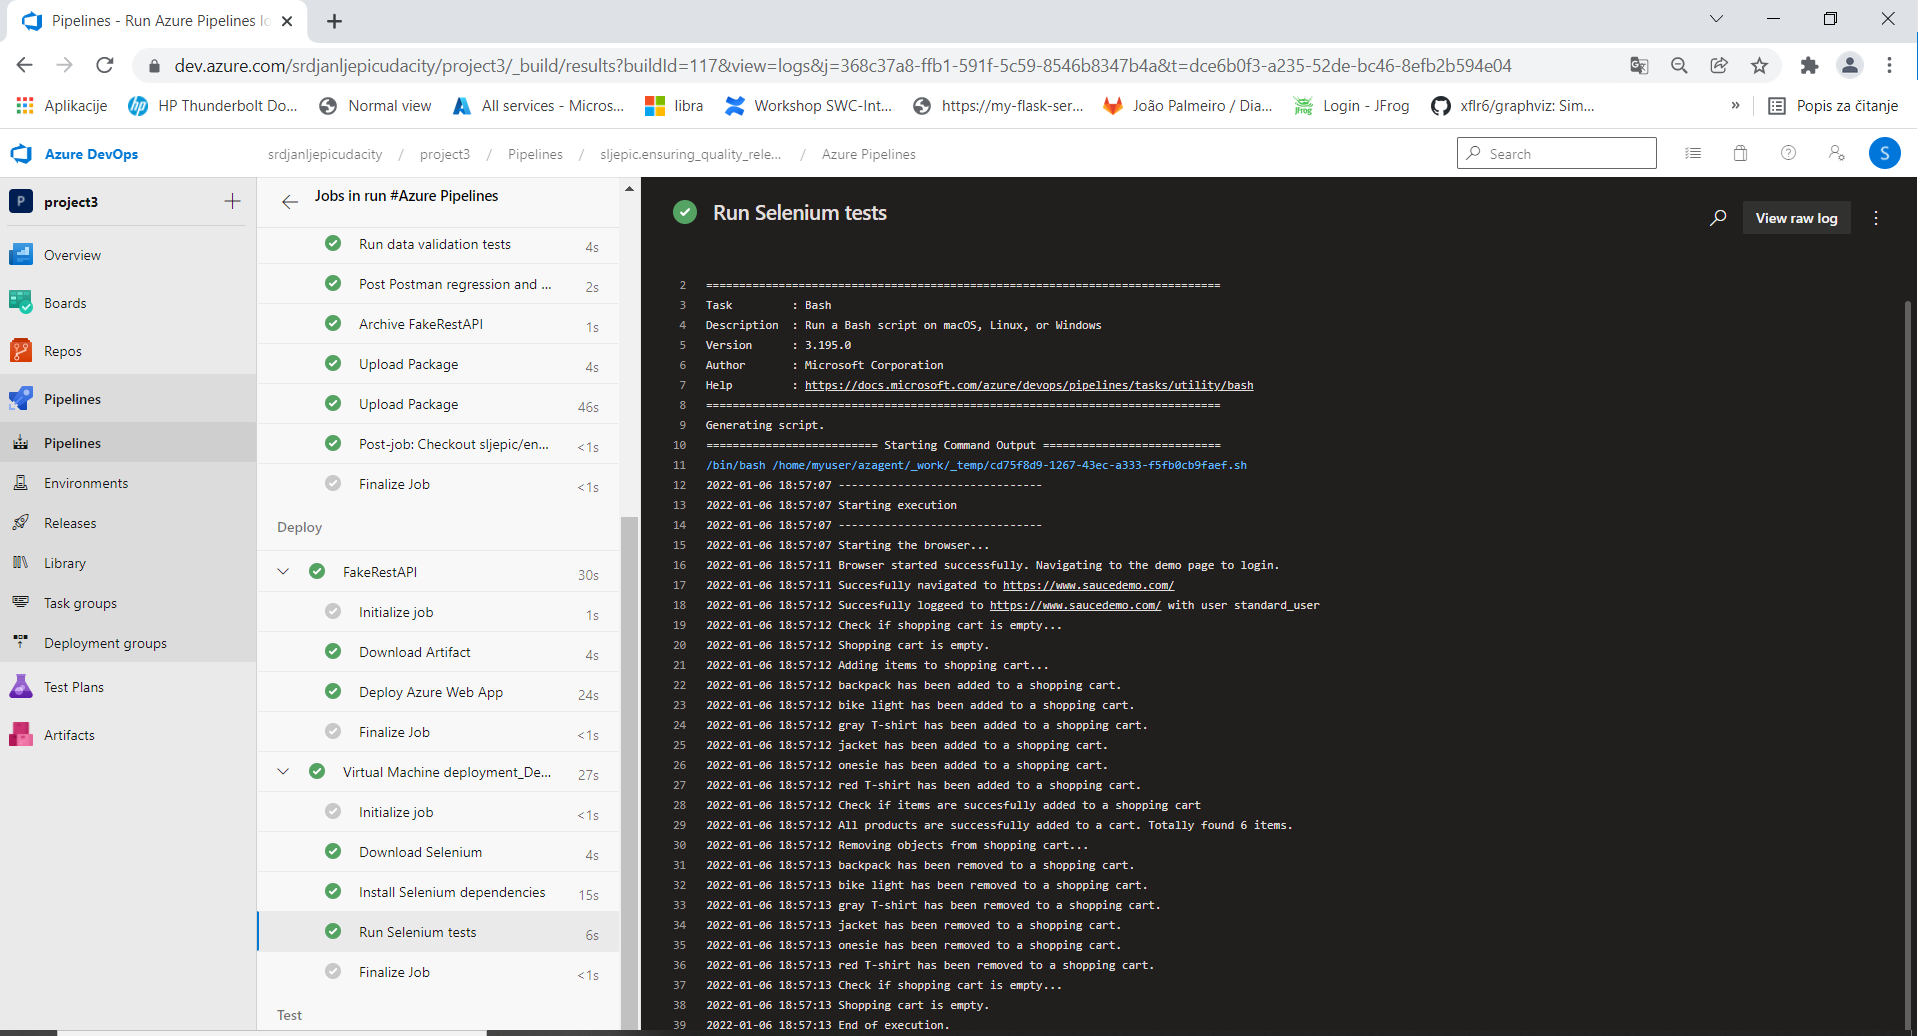 Pipelines - Run Azure Pipelines lo
dev.azure.com/srdjanljepicudacity/project3/_build/results?buildId=117&view=logs&j=368c37a8-ffb1-591f-5c59-8546b8347b4a&t=dce6b0f3-a235-52de-bc46-8efb2b594e04
Aplikacije
HP Thunderbolt Do...
Normal view
All services - Micros...
libra
Workshop SWC-Int...
https://my-flask-ser...
João Palmeiro / Dia...
Login - JFrog
xflr6/graphviz: Sim...
»
Popis za čitanje
Azure DevOps
srdjanljepicudacity / project3 / Pipelines / sljepic.ensuring_quality_rele... / Azure Pipelines
Search
S
P
project3
Overview
Boards
Repos
Pipelines
Pipelines
Environments
Releases
Library
Task groups
Deployment groups
Test Plans
Artifacts
Jobs in run #Azure Pipelines
Run data validation tests 4s
Post Postman regression and ... 2s
Archive FakeRestAPI 1s
Upload Package 4s
Upload Package 46s
Post-job: Checkout sljepic/en... <1s
Finalize Job <1s
Deploy
FakeRestAPI 30s
Initialize job 1s
Download Artifact 4s
Deploy Azure Web App 24s
Finalize Job <1s
Virtual Machine deployment_De... 27s
Initialize job <1s
Download Selenium 4s
Install Selenium dependencies 15s
Run Selenium tests 6s
Finalize Job <1s
Test
Run Selenium tests
View raw log
2 ==============================================================================
3 Task         : Bash
4 Description  : Run a Bash script on macOS, Linux, or Windows
5 Version      : 3.195.0
6 Author       : Microsoft Corporation
7 Help         : https://docs.microsoft.com/azure/devops/pipelines/tasks/utility/bash
8 ==============================================================================
9 Generating script.
10 ========================== Starting Command Output ===========================
11 /bin/bash /home/myuser/azagent/_work/_temp/cd75f8d9-1267-43ec-a333-f5fb0cb9faef.sh
12 2022-01-06 18:57:07 -------------------------------
13 2022-01-06 18:57:07 Starting execution
14 2022-01-06 18:57:07 -------------------------------
15 2022-01-06 18:57:07 Starting the browser...
16 2022-01-06 18:57:11 Browser started successfully. Navigating to the demo page to login.
17 2022-01-06 18:57:11 Succesfully navigated to https://www.saucedemo.com/
18 2022-01-06 18:57:12 Succesfully loggeed to https://www.saucedemo.com/ with user standard_user
19 2022-01-06 18:57:12 Check if shopping cart is empty...
20 2022-01-06 18:57:12 Shopping cart is empty.
21 2022-01-06 18:57:12 Adding items to shopping cart...
22 2022-01-06 18:57:12 backpack has been added to a shopping cart.
23 2022-01-06 18:57:12 bike light has been added to a shopping cart.
24 2022-01-06 18:57:12 gray T-shirt has been added to a shopping cart.
25 2022-01-06 18:57:12 jacket has been added to a shopping cart.
26 2022-01-06 18:57:12 onesie has been added to a shopping cart.
27 2022-01-06 18:57:12 red T-shirt has been added to a shopping cart.
28 2022-01-06 18:57:12 Check if items are succesfully added to a shopping cart
29 2022-01-06 18:57:12 All products are successfully added to a cart. Totally found 6 items.
30 2022-01-06 18:57:12 Removing objects from shopping cart...
31 2022-01-06 18:57:13 backpack has been removed to a shopping cart.
32 2022-01-06 18:57:13 bike light has been removed to a shopping cart.
33 2022-01-06 18:57:13 gray T-shirt has been removed to a shopping cart.
34 2022-01-06 18:57:13 jacket has been removed to a shopping cart.
35 2022-01-06 18:57:13 onesie has been removed to a shopping cart.
36 2022-01-06 18:57:13 red T-shirt has been removed to a shopping cart.
37 2022-01-06 18:57:13 Check if shopping cart is empty...
38 2022-01-06 18:57:13 Shopping cart is empty.
39 2022-01-06 18:57:13 End of execution.